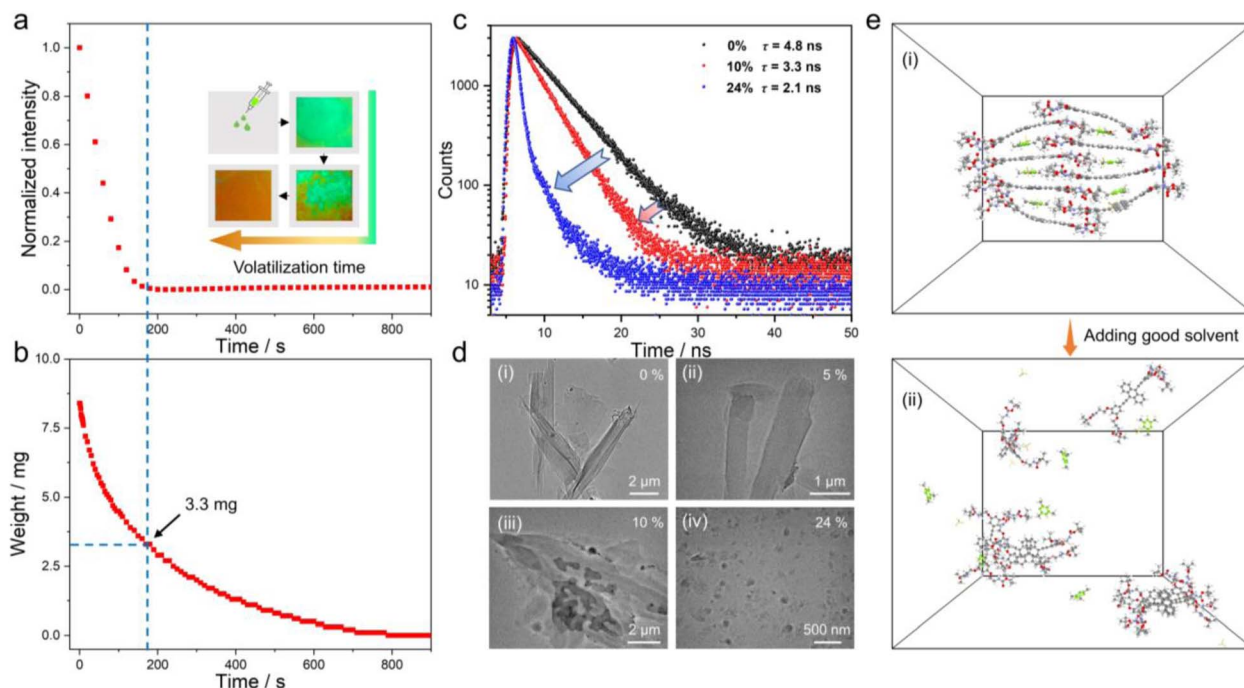 a
Normalized intensity
1.0
0.8
0.6
0.4
0.2
0.0
Volatilization time
0
200
400
600
800
Time / s
b
Weight / mg
10.0
7.5
5.0
2.5
0.0
3.3 mg
0
200
400
600
800
Time / s
c
Counts
1000
100
10
0% τ = 4.8 ns
10% τ = 3.3 ns
24% τ = 2.1 ns
10
20
30
40
50
Time / ns
d
(i)
0 %
2 μm
(ii)
5 %
1 μm
(iii)
10 %
2 μm
(iv)
24 %
500 nm
e
(i)
Adding good solvent
(ii)